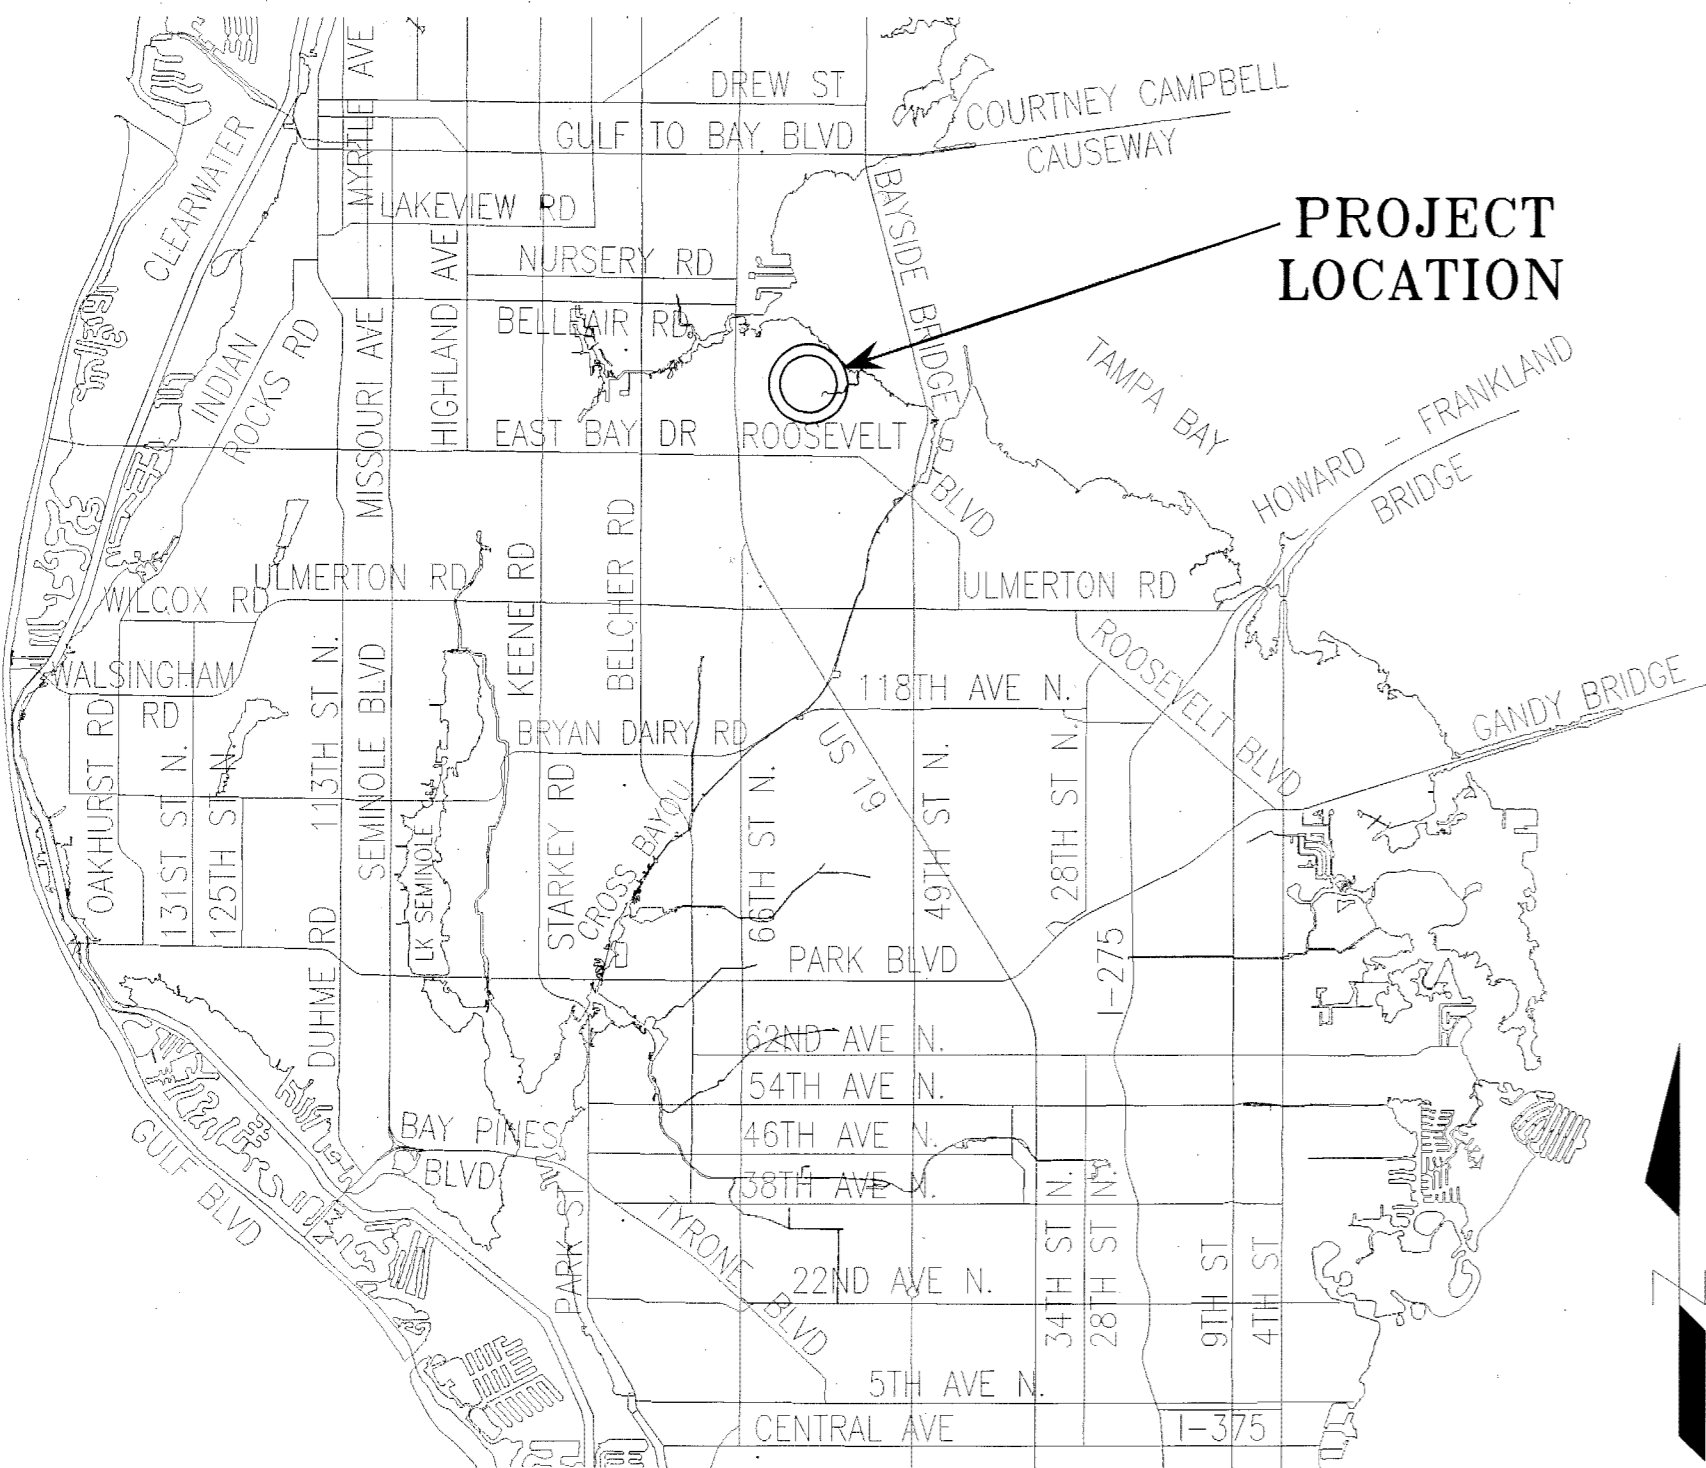 MYRTLE AVE
DREW ST
COURTNEY CAMPBELL
CAUSEWAY
GULF TO BAY BLVD
CLEARWATER
LAKEVIEW RD
BAYSIDE BRIDGE
PROJECT
LOCATION
NURSERY RD
HIGHLAND AVE
BELLEAIR RD
INDIAN
ROCKS RD
MISSOURI AVE
TAMPA BAY
HOWARD - FRANKLAND
BRIDGE
EAST BAY DR
ROOSEVELT
BLVD
ULMERTON RD
WILCOX RD
KEENE RD
BELCHER RD
ULMERTON RD
ROOSEVELT BLVD
WALSINGHAM
RD
113TH ST N.
SEMINOLE BLVD
118TH AVE N.
GANDY BRIDGE
BRYAN DAIRY RD
US 19
OAKHURST RD
131ST ST N.
125TH ST N.
LK SEMINOLE
STARKEY RD
CROSS BAYOU
66TH ST N.
49TH ST N.
28TH ST N.
DUHME RD
PARK BLVD
I-275
62ND AVE N.
54TH AVE N.
46TH AVE N.
38TH AVE N.
BAY PINES
BLVD
GULF BLVD
PARK ST
TYRONE BLVD
22ND AVE N.
34TH ST N.
28TH ST N.
9TH ST
4TH ST
5TH AVE N.
CENTRAL AVE
I-375
N